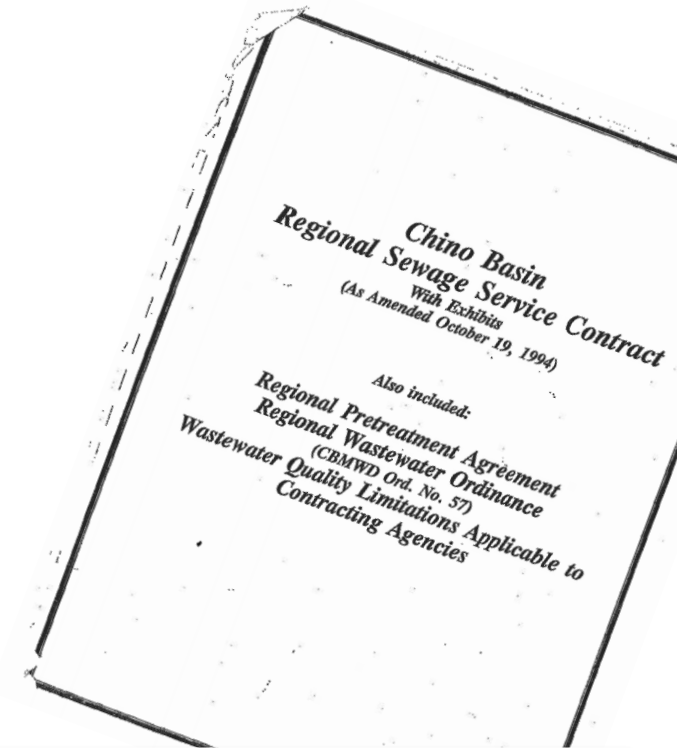 Chino Basin
Regional Sewage Service Contract
With Exhibits
(As Amended October 19, 1994)
Also included:
Regional Pretreatment Agreement
Regional Wastewater Ordinance
(CBMWD Ord. No. 57)
Wastewater Quality Limitations Applicable to
Contracting Agencies